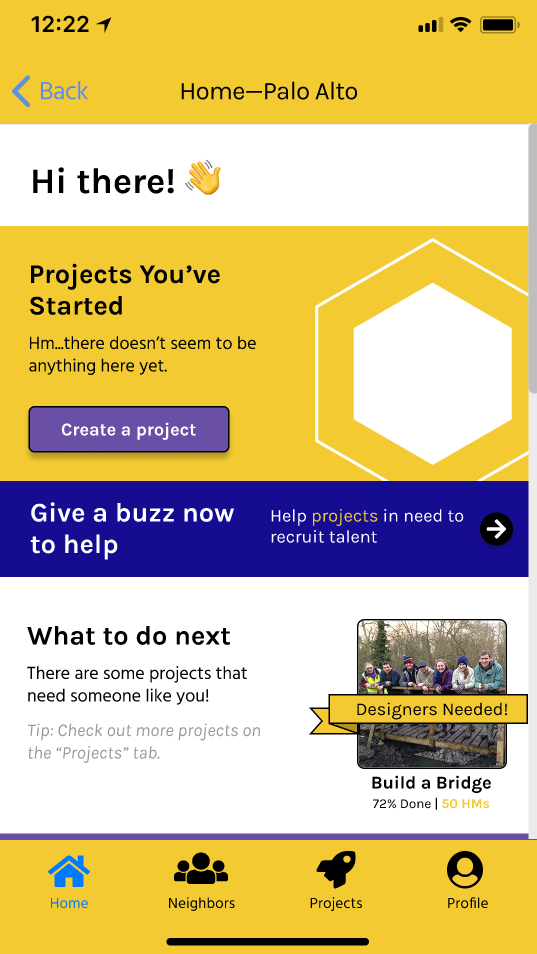 12:22
Back
Home—Palo Alto
Hi there! 👋
Projects You’ve
Started
Hm...there doesn’t seem to be
anything here yet.
Create a project
Give a buzz now
to help
Help projects in need to
recruit talent
What to do next
There are some projects that
need someone like you!
Tip: Check out more projects on
the “Projects” tab.
Designers Needed!
Build a Bridge
72% Done | 50 HMs
Home
Neighbors
Projects
Profile